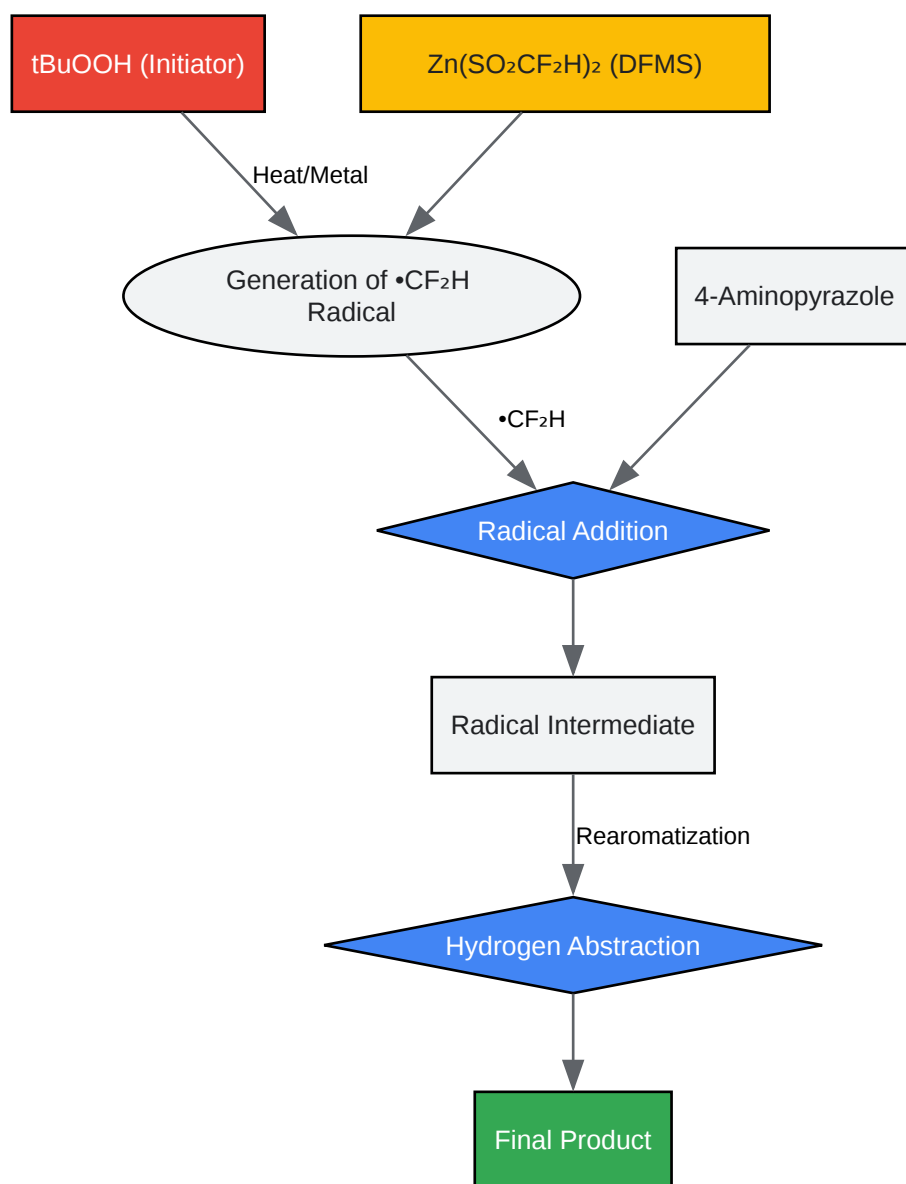 tBuOOH (Initiator)
Zn(SO₂CF₂H)₂ (DFMS)
Heat/Metal
Generation of •CF₂H
Radical
4-Aminopyrazole
•CF₂H
Radical Addition
Radical Intermediate
Rearomatization
Hydrogen Abstraction
Final Product